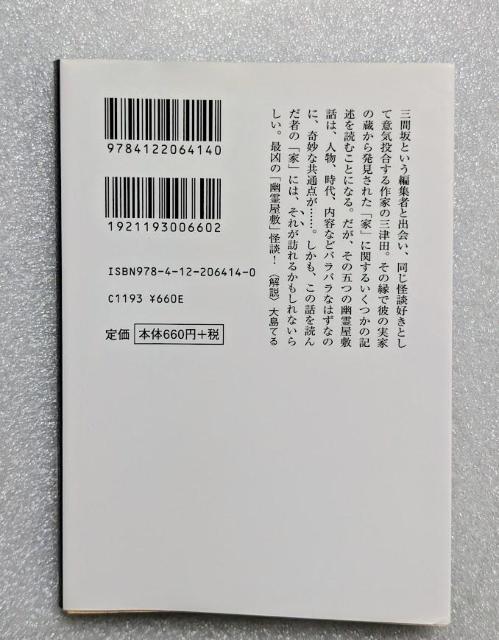 三間坂という編集者と出会い、同じ怪談好きとし
て意気投合する作家の三津田。その縁で彼の実家
の蔵から発見された「家」に関するいくつかの記
述を読むことになる。だが、その五つの幽霊屋敷
話は、人物、時代、内容などバラバラなはずなの
に、奇妙な共通点が……。しかも、この話を読ん
だ者の「家」には、それが訪れるかもしれないら
しい。最凶の「幽霊屋敷」怪談！〈解説〉大島てる
9784122064140
1921193006602
ISBN978-4-12-206414-0
C1193 ¥660E
定価 本体660円+税